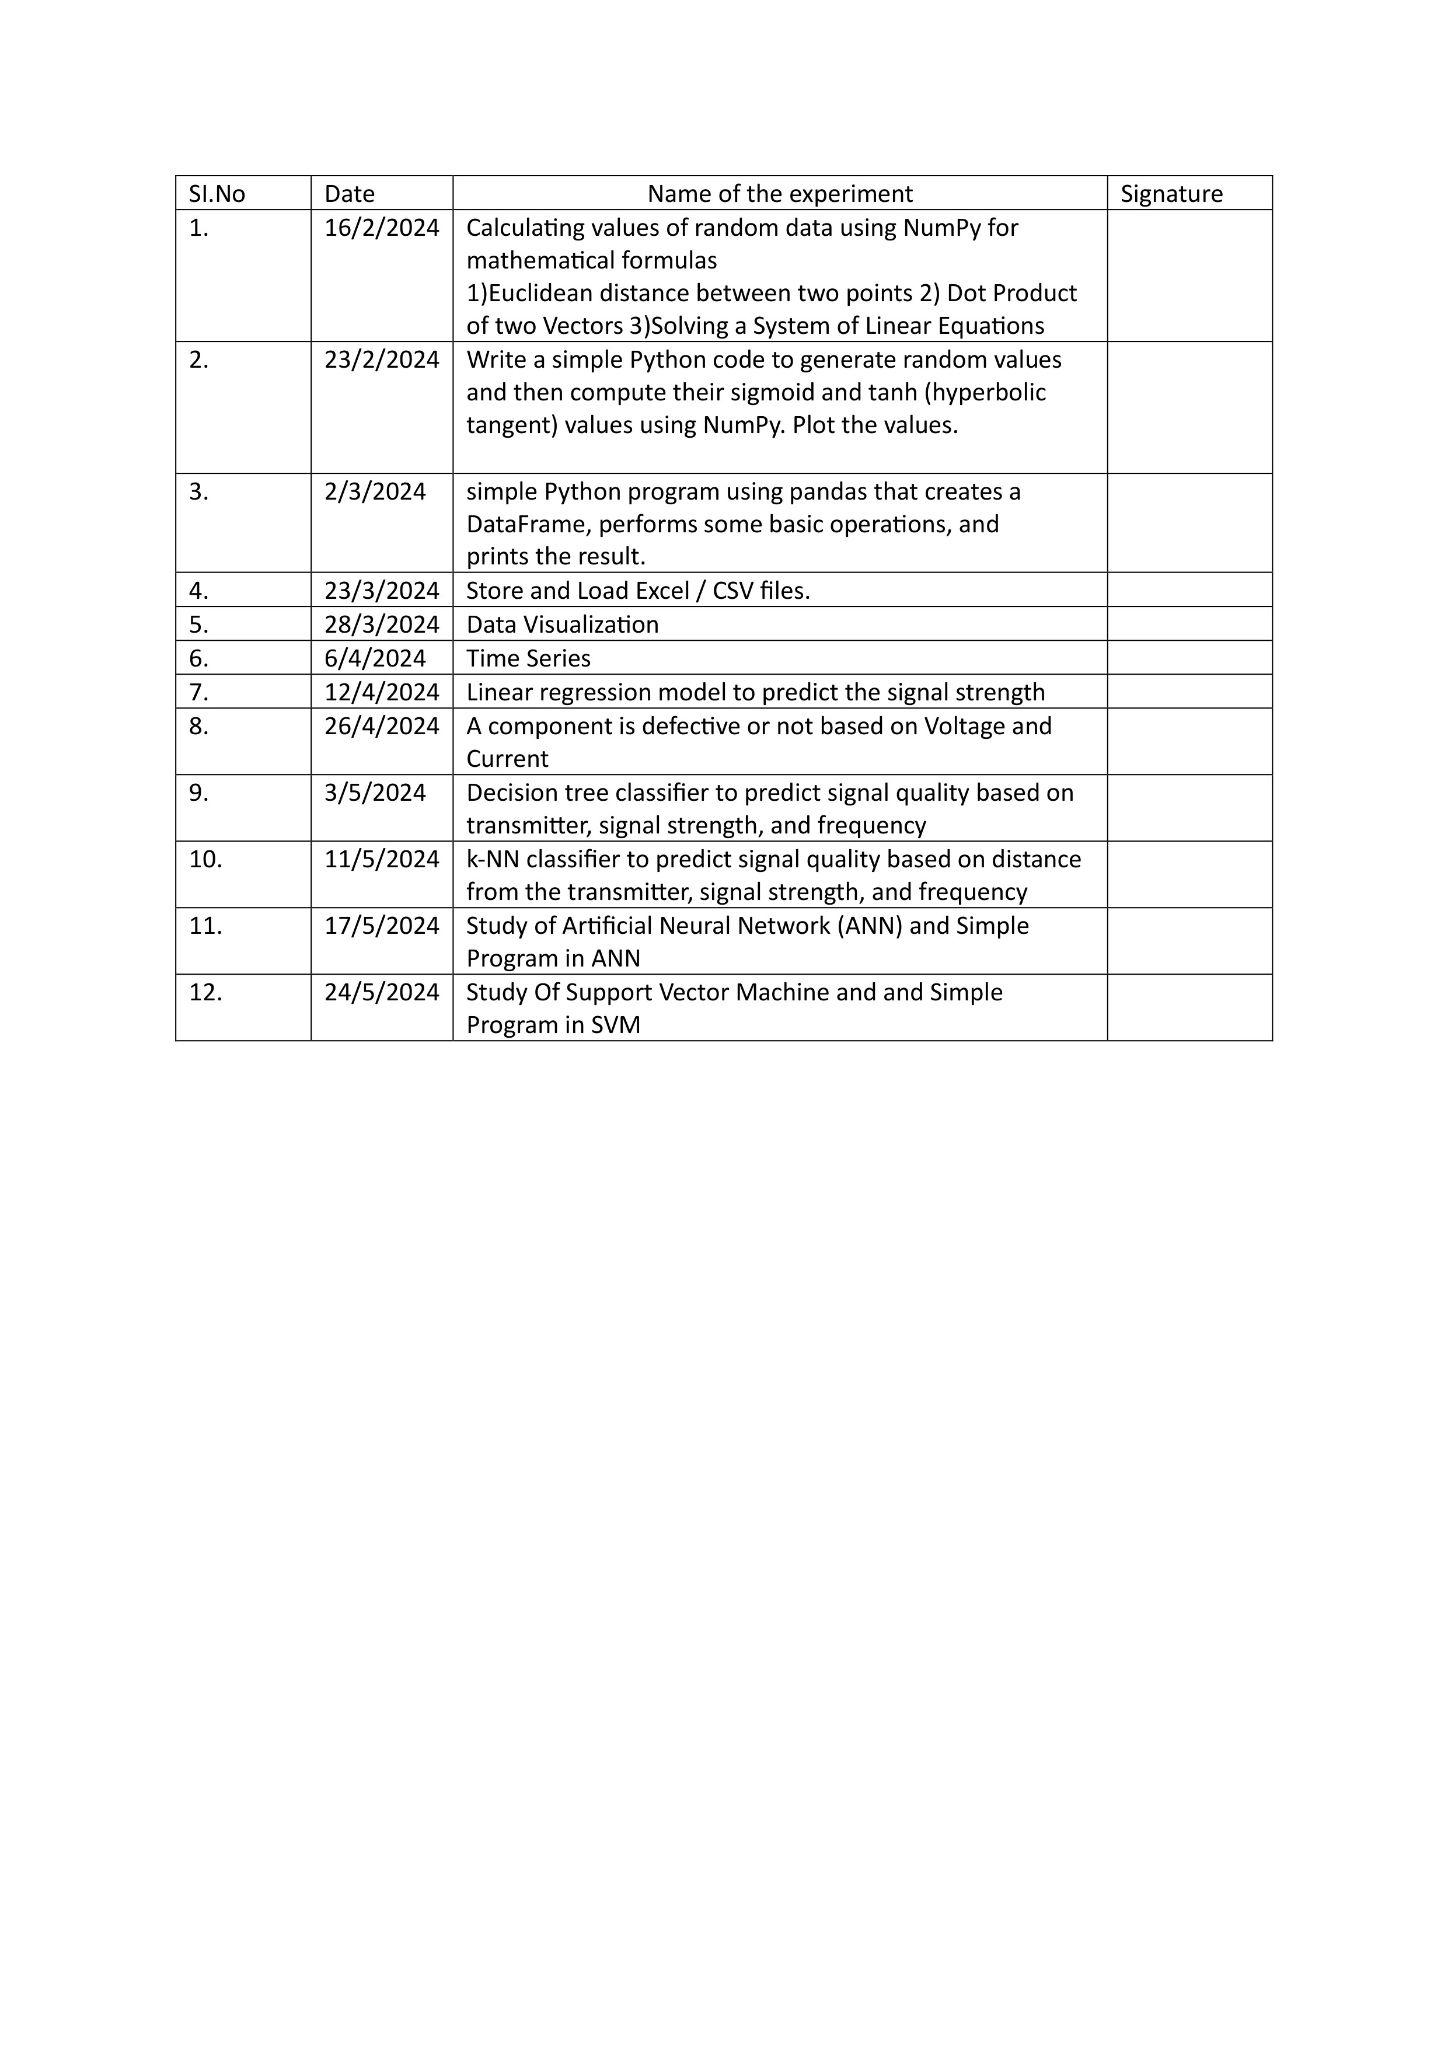 Sl.No Date Name of the experiment Signature
1. 16/2/2024 Calculating values of random data using NumPy for
mathematical formulas
1)Euclidean distance between two points 2) Dot Product
of two Vectors 3)Solving a System of Linear Equations
2. 23/2/2024 Write a simple Python code to generate random values
and then compute their sigmoid and tanh (hyperbolic
tangent) values using NumPy. Plot the values.
3. 2/3/2024 simple Python program using pandas that creates a
DataFrame, performs some basic operations, and
prints the result.
4. 23/3/2024 Store and Load Excel / CSV files.
5. 28/3/2024 Data Visualization
6. 6/4/2024 Time Series
7. 12/4/2024 Linear regression model to predict the signal strength
8. 26/4/2024 A component is defective or not based on Voltage and
Current
9. 3/5/2024 Decision tree classifier to predict signal quality based on
transmitter, signal strength, and frequency
10. 11/5/2024 k-NN classifier to predict signal quality based on distance
from the transmitter, signal strength, and frequency
11. 17/5/2024 Study of Artificial Neural Network (ANN) and Simple
Program in ANN
12. 24/5/2024 Study Of Support Vector Machine and and Simple
Program in SVM